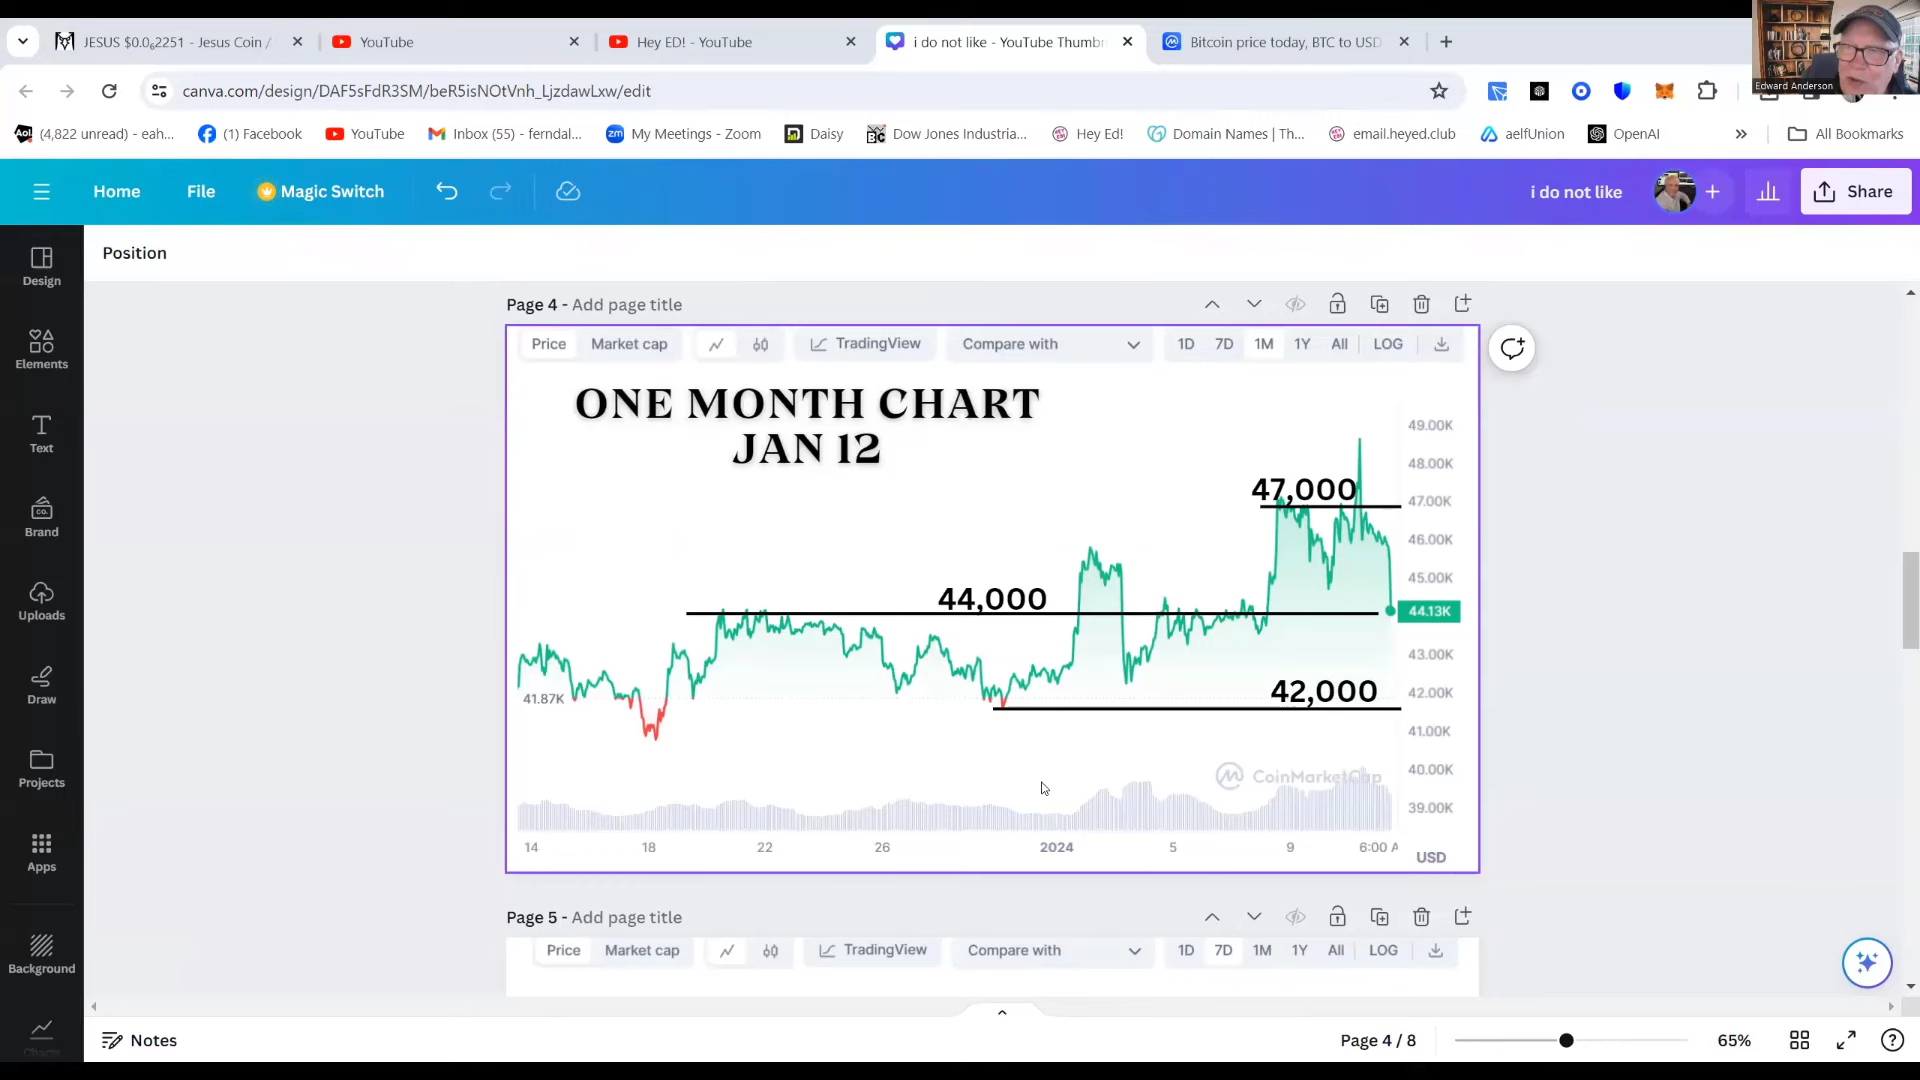 JESUS $0.0₆2251 - Jesus Coin /
YouTube
Hey ED! - YouTube
i do not like - YouTube Thumbn
Bitcoin price today, BTC to USD
Edward Anderson
canva.com/design/DAF5sFdR3SM/beR5isNOtVnh_LjzdawLxw/edit
Aol.
(4,822 unread) - eah...
(1) Facebook
YouTube
Inbox (55) - ferndal...
zm
My Meetings - Zoom
Daisy
Dow Jones Industria...
Hey Ed!
Domain Names | Th...
email.heyed.club
aelfUnion
OpenAI
All Bookmarks
Home
File
Magic Switch
i do not like
Share
Position
Design
Elements
Text
Brand
Uploads
Draw
Projects
Apps
Background
Charts
Page 4 - Add page title
Price
Market cap
TradingView
Compare with
1D
7D
1M
1Y
All
LOG
ONE MONTH CHART
JAN 12
49.00K
48.00K
47,000
47.00K
46.00K
45.00K
44,000
44.13K
43.00K
41.87K
42,000
42.00K
41.00K
CoinMarketCap
40.00K
39.00K
14
18
22
26
2024
5
9
6:00 A
USD
Page 5 - Add page title
Price
Market cap
TradingView
Compare with
1D
7D
1M
1Y
All
LOG
Notes
Page 4 / 8
65%